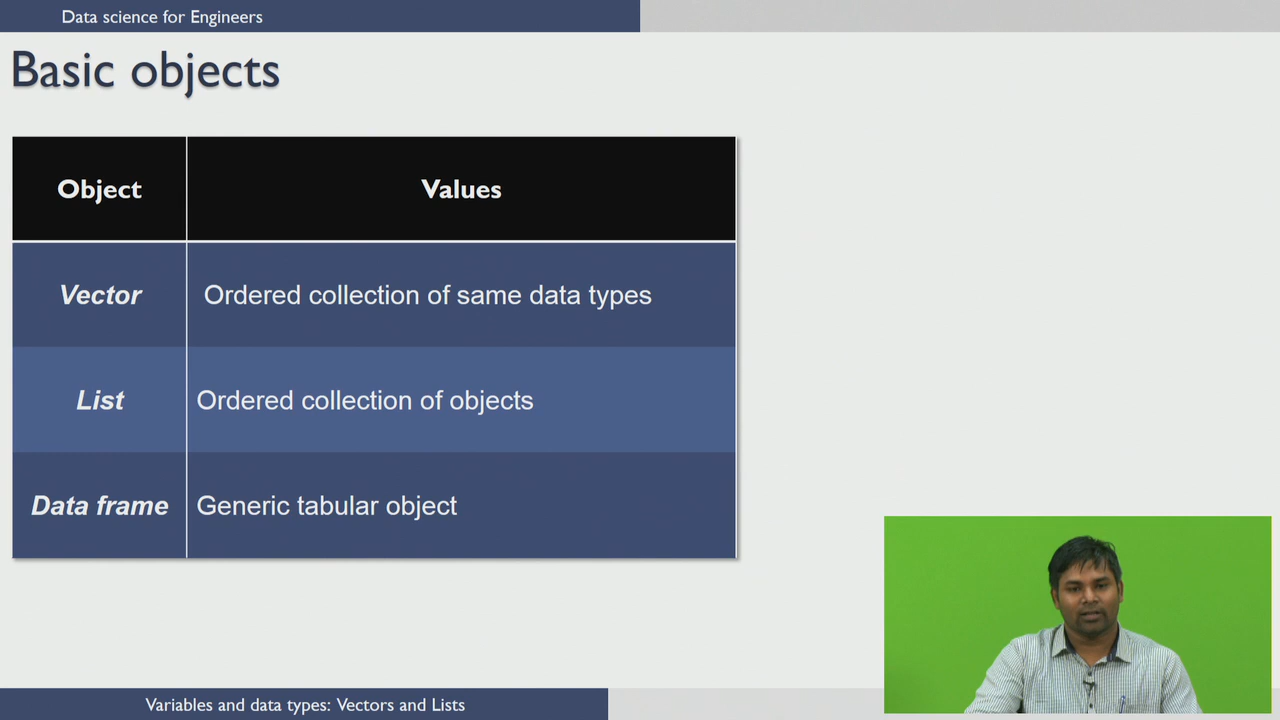 Data science for Engineers
Basic objects
Object Values
Vector Ordered collection of same data types
List Ordered collection of objects
Data frame Generic tabular object
Variables and data types: Vectors and Lists